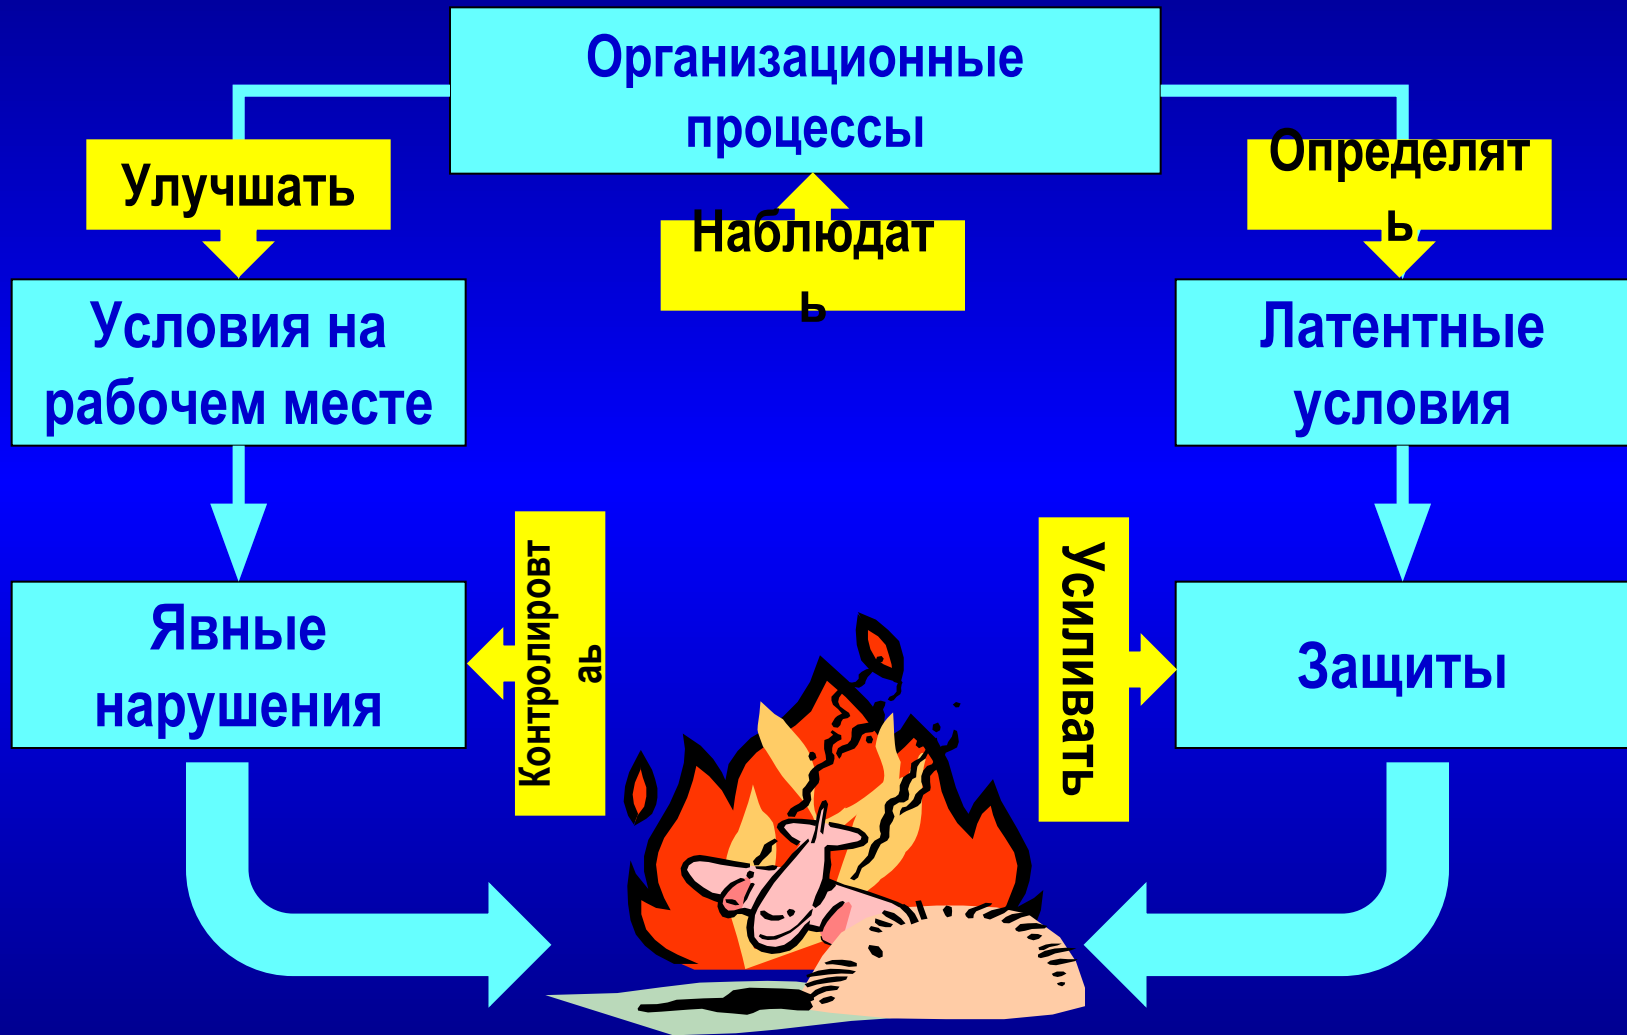 Организационные
процессы
Улучшать
Наблюдат
ь
Определят
ь
Условия на
рабочем месте
Латентные
условия
Контролировт
аь
Усиливать
Явные
нарушения
Защиты